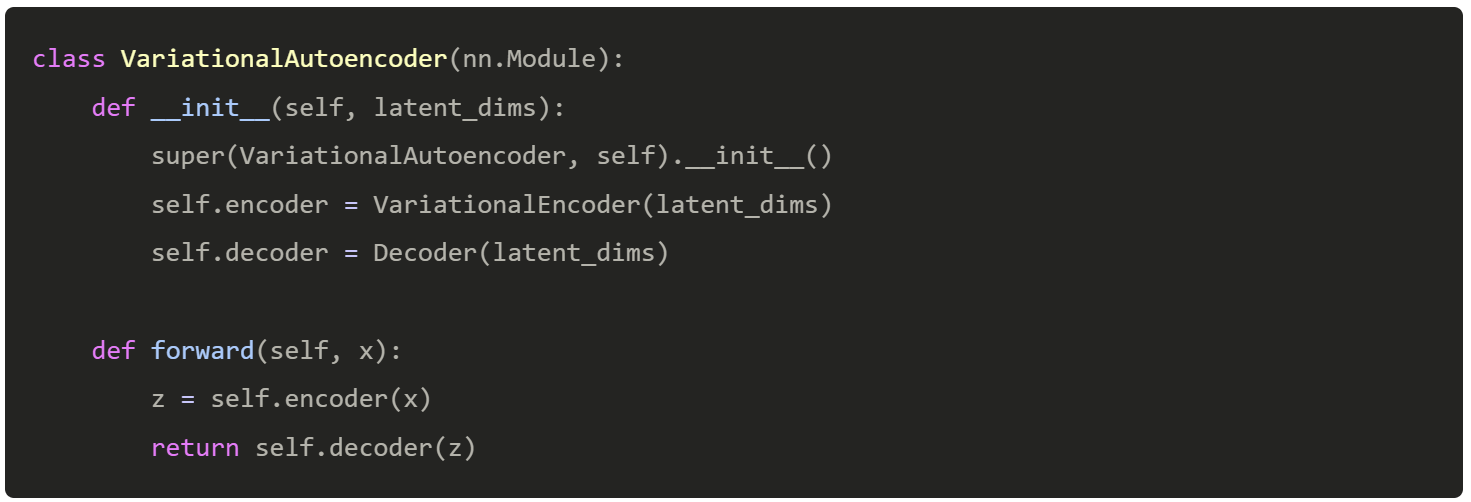 class VariationalAutoencoder(nn.Module):
    def __init__(self, latent_dims):
        super(VariationalAutoencoder, self).__init__()
        self.encoder = VariationalEncoder(latent_dims)
        self.decoder = Decoder(latent_dims)

    def forward(self, x):
        z = self.encoder(x)
        return self.decoder(z)